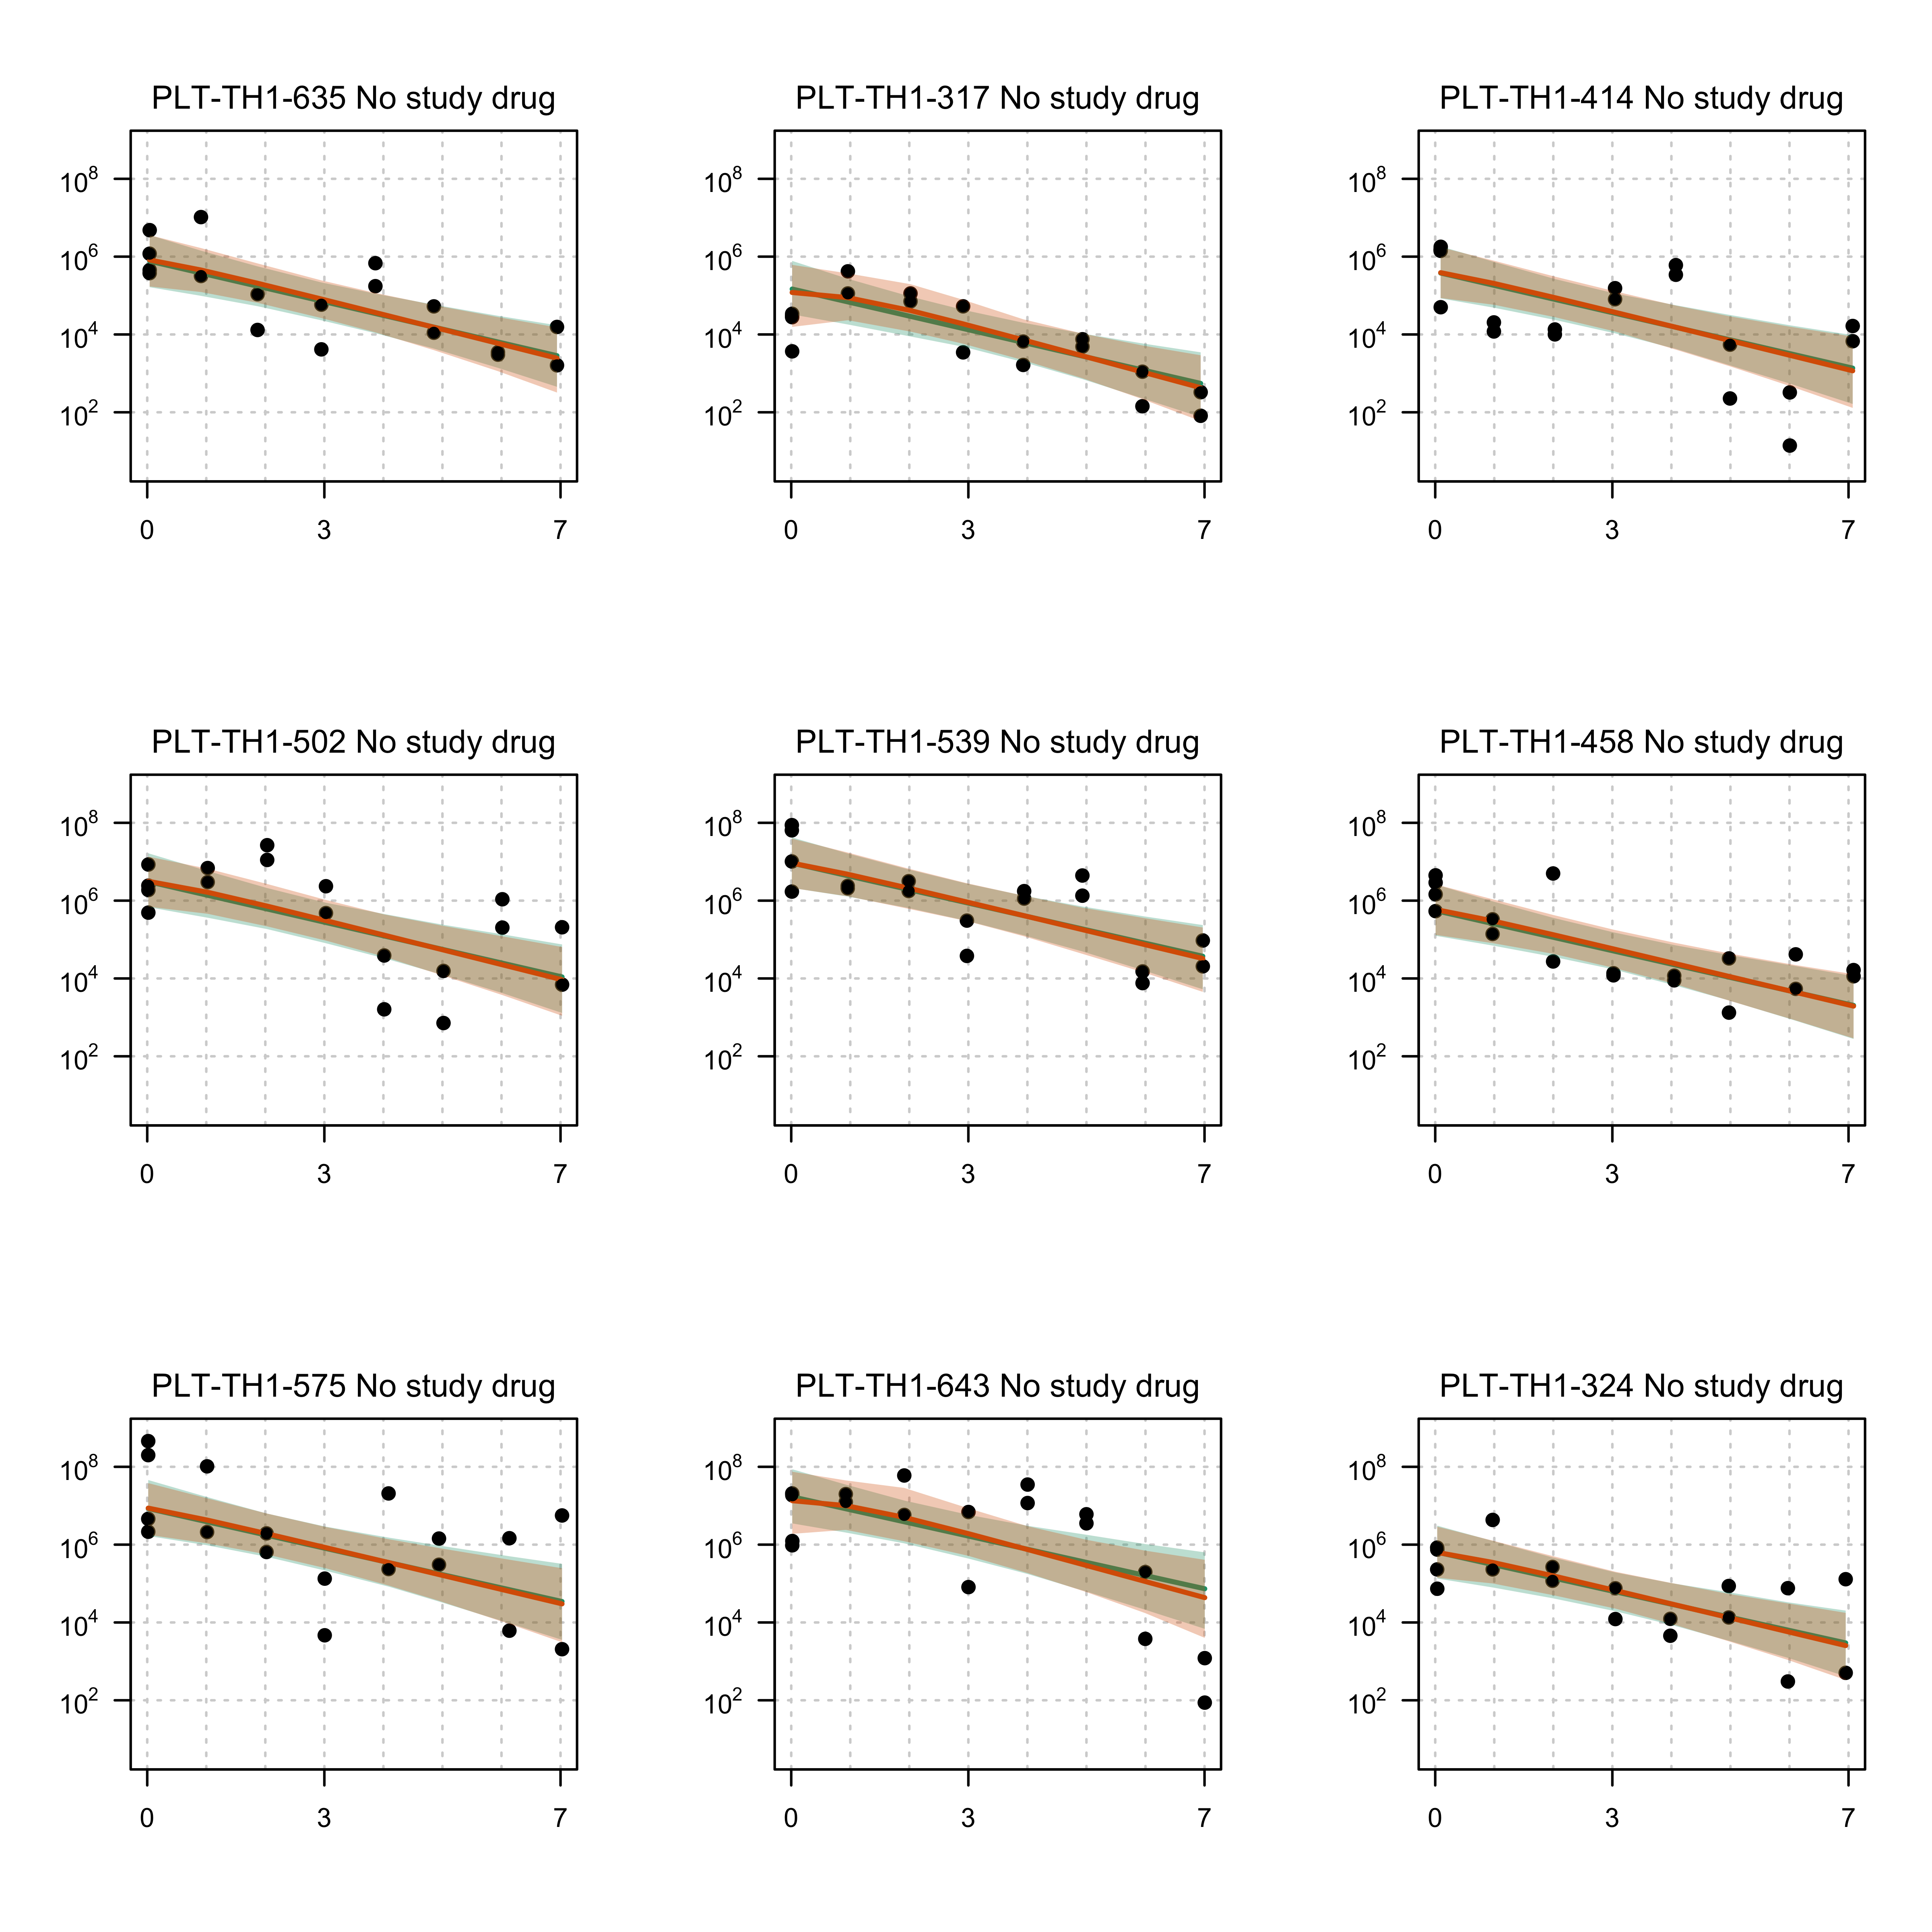 PLT-TH1-635 No study drug
10^8
10^6
10^4
10^2
0 3 7
PLT-TH1-317 No study drug
10^8
10^6
10^4
10^2
0 3 7
PLT-TH1-414 No study drug
10^8
10^6
10^4
10^2
0 3 7
PLT-TH1-502 No study drug
10^8
10^6
10^4
10^2
0 3 7
PLT-TH1-539 No study drug
10^8
10^6
10^4
10^2
0 3 7
PLT-TH1-458 No study drug
10^8
10^6
10^4
10^2
0 3 7
PLT-TH1-575 No study drug
10^8
10^6
10^4
10^2
0 3 7
PLT-TH1-643 No study drug
10^8
10^6
10^4
10^2
0 3 7
PLT-TH1-324 No study drug
10^8
10^6
10^4
10^2
0 3 7